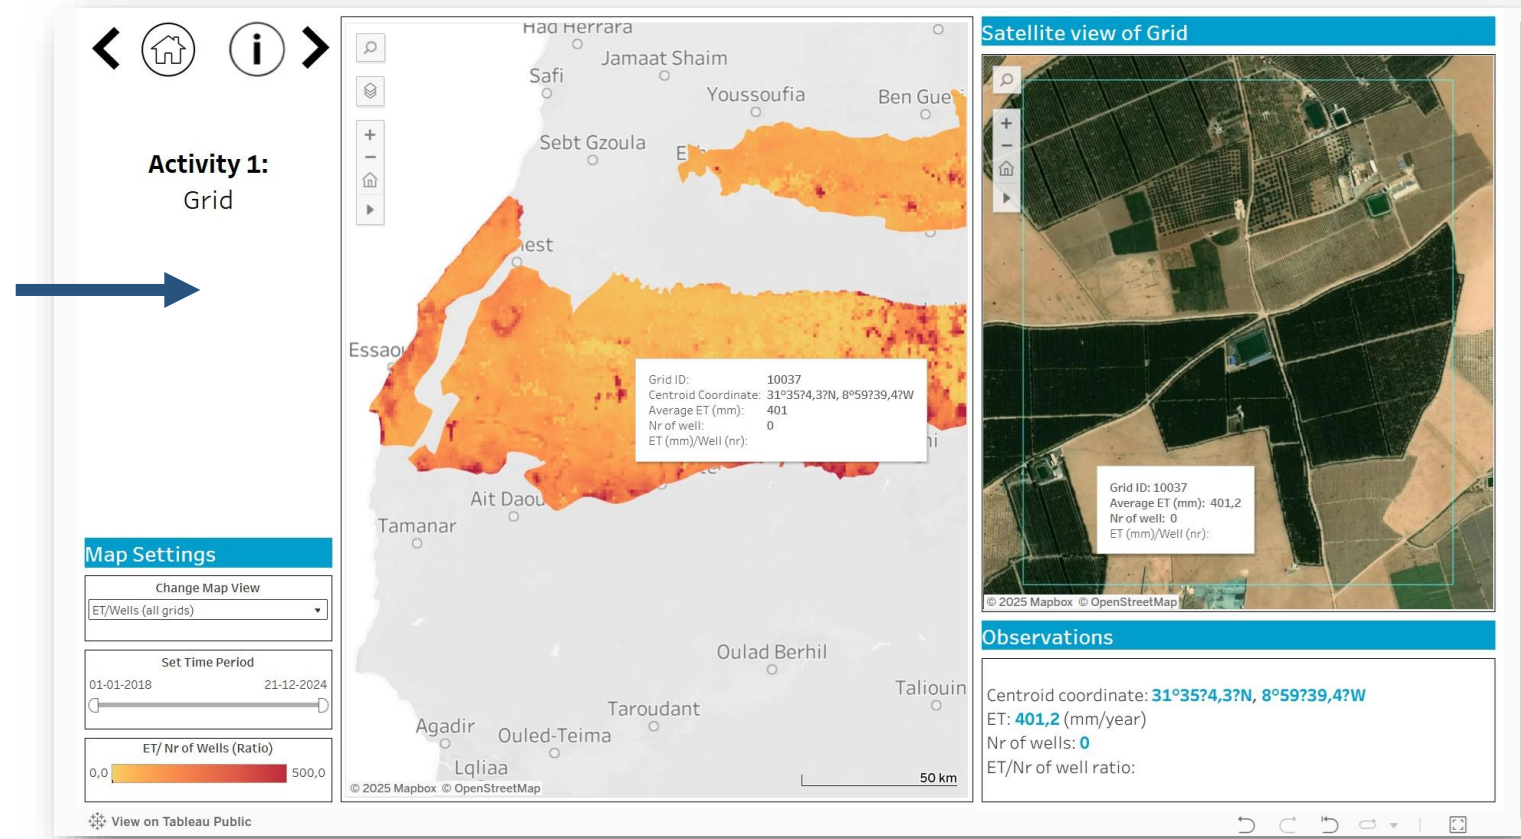 Activity 1:
Grid
Map Settings
Change Map View
ET/Wells (all grids)
Set Time Period
01-01-2018 21-12-2024
ET/ Nr of Wells (Ratio)
0,0 500,0
View on Tableau Public
Had Herrara
Jamaat Shaim
Safi
Youssoufia
Ben Gue
Sebt Gzoula
Essaou
Grid ID: 10037
Centroid Coordinate: 31°35?4,3?N, 8°59?39,4?W
Average ET (mm): 401
Nr of well: 0
ET (mm)/Well (nr):
Ait Daou
Tamanar
Oulad Berhil
Taliouin
Taroudant
Agadir
Ouled-Teima
Lqliaa
50 km
© 2025 Mapbox © OpenStreetMap
Satellite view of Grid
Grid ID: 10037
Average ET (mm): 401,2
Nr of well: 0
ET (mm)/Well (nr):
© 2025 Mapbox © OpenStreetMap
Observations
Centroid coordinate: 31°35?4,3?N, 8°59?39,4?W
ET: 401,2 (mm/year)
Nr of wells: 0
ET/Nr of well ratio: